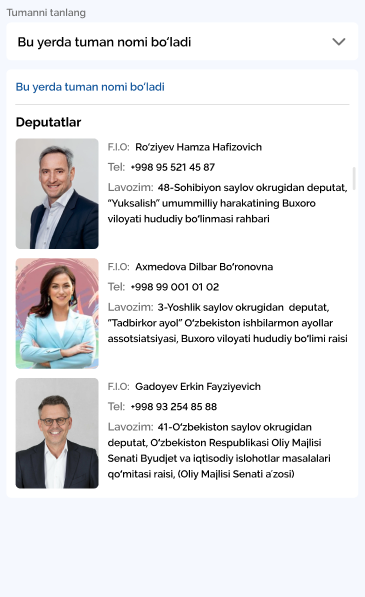 Tumanni tanlang
Bu yerda tuman nomi bo‘ladi
Bu yerda tuman nomi bo‘ladi
Deputatlar
F.I.O: Ro‘ziyev Hamza Hafizovich
Tel: +998 95 521 45 87
Lavozim: 48-Sohibiyon saylov okrugidan deputat,
“Yuksalish” umummilliy harakatining Buxoro
viloyati hududiy bo‘linmasi rahbari
F.I.O: Axmedova Dilbar Bo‘ronovna
Tel: +998 99 001 01 02
Lavozim: 3-Yoshlik saylov okrugidan deputat,
“Tadbirkor ayol” O‘zbekiston ishbilarmon ayollar
assotsiatsiyasi, Buxoro viloyati hududiy bo‘limi raisi
F.I.O: Gadoyev Erkin Fayziyevich
Tel: +998 93 254 85 88
Lavozim: 41-O‘zbekiston saylov okrugidan
deputat, O‘zbekiston Respublikasi Oliy Majlisi
Senati Byudjet va iqtisodiy islohotlar masalalari
qo‘mitasi raisi, (Oliy Majlisi Senati a’zosi)